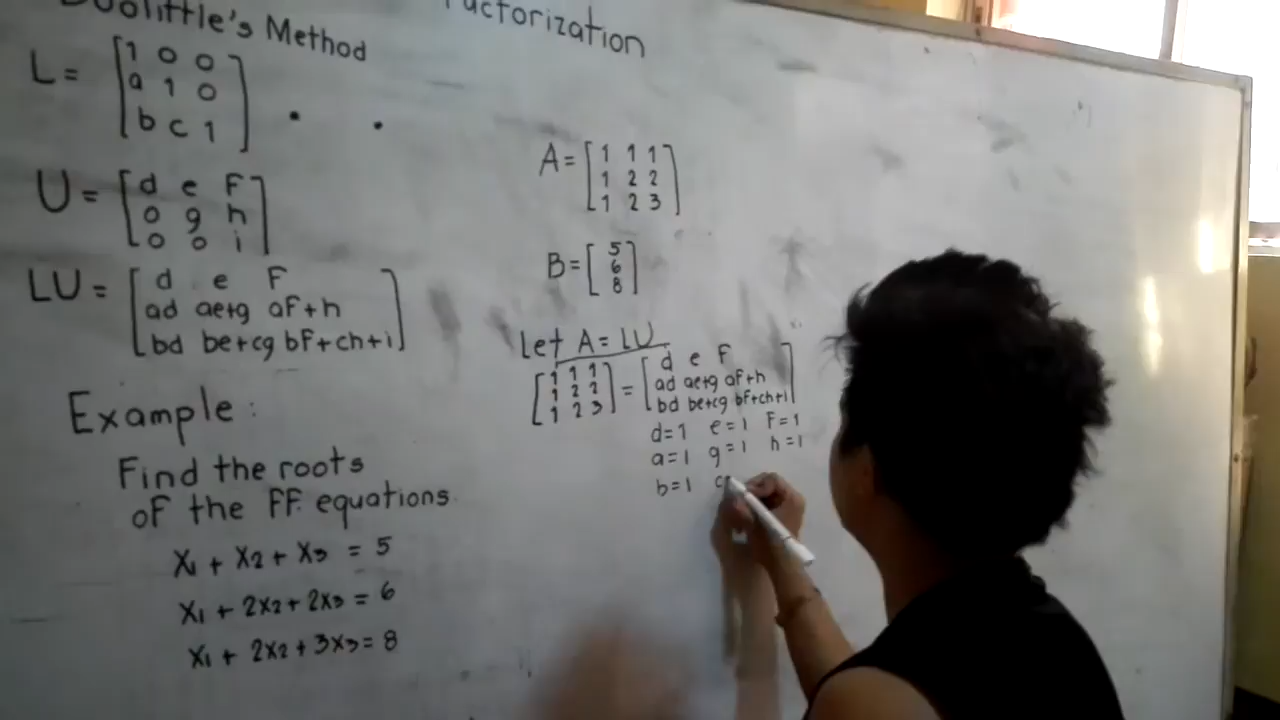 Doolittle's Method
Factorization
L = [1 0 0
a 1 0
b c 1]
U = [d e F
0 g h
0 0 i]
LU = [d e F
ad ae+g aF+h
bd be+cg bF+ch+i]
Example:
Find the roots
of the FF. equations
X1 + X2 + X3 = 5
X1 + 2X2 + 2X3 = 6
X1 + 2X2 + 3X3 = 8
A = [1 1 1
1 2 2
1 2 3]
B = [5
6
8]
Let A = LU
[1 1 1
1 2 2
1 2 3] = [d e F
ad ae+g aF+h
bd be+cg bF+ch+i]
d=1 e=1 F=1
a=1 g=1 h=1
b=1 c